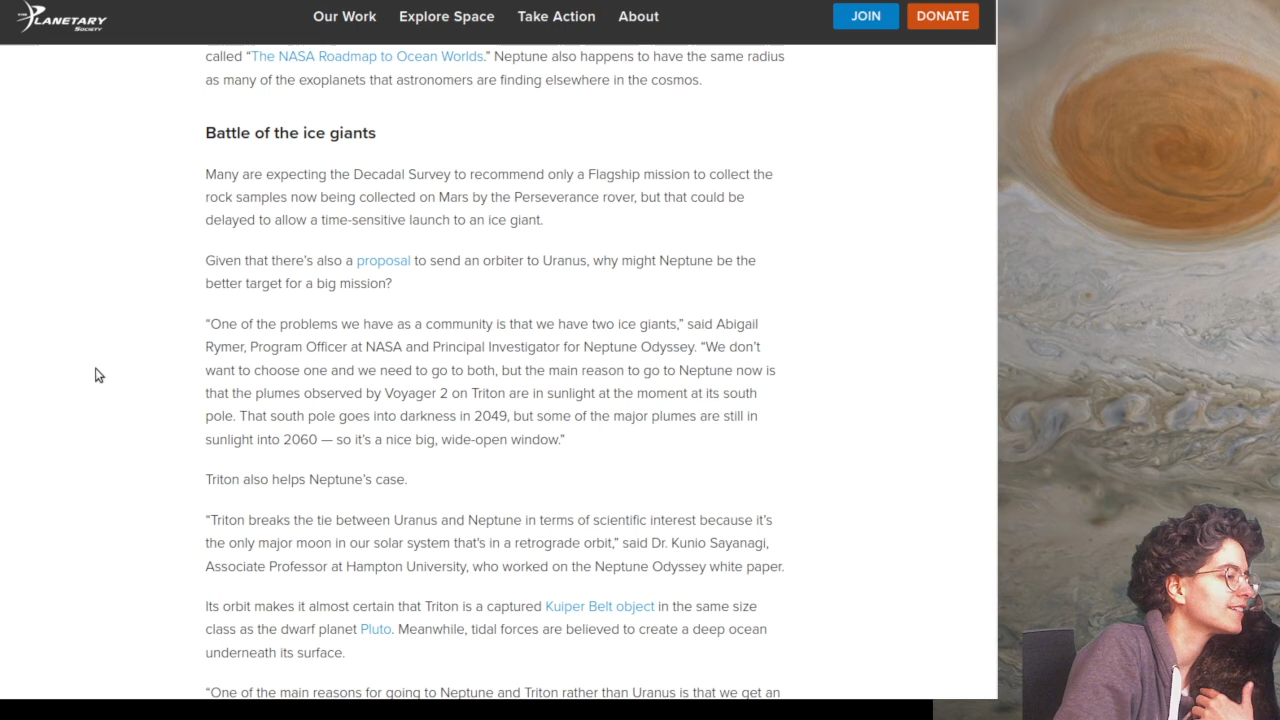 THE PLANETARY SOCIETY
Our Work Explore Space Take Action About JOIN DONATE
called “The NASA Roadmap to Ocean Worlds.” Neptune also happens to have the same radius
as many of the exoplanets that astronomers are finding elsewhere in the cosmos.
Battle of the ice giants
Many are expecting the Decadal Survey to recommend only a Flagship mission to collect the
rock samples now being collected on Mars by the Perseverance rover, but that could be
delayed to allow a time-sensitive launch to an ice giant.
Given that there’s also a proposal to send an orbiter to Uranus, why might Neptune be the
better target for a big mission?
“One of the problems we have as a community is that we have two ice giants,” said Abigail
Rymer, Program Officer at NASA and Principal Investigator for Neptune Odyssey. “We don’t
want to choose one and we need to go to both, but the main reason to go to Neptune now is
that the plumes observed by Voyager 2 on Triton are in sunlight at the moment at its south
pole. That south pole goes into darkness in 2049, but some of the major plumes are still in
sunlight into 2060 — so it’s a nice big, wide-open window.”
Triton also helps Neptune’s case.
“Triton breaks the tie between Uranus and Neptune in terms of scientific interest because it’s
the only major moon in our solar system that's in a retrograde orbit,” said Dr. Kunio Sayanagi,
Associate Professor at Hampton University, who worked on the Neptune Odyssey white paper.
Its orbit makes it almost certain that Triton is a captured Kuiper Belt object in the same size
class as the dwarf planet Pluto. Meanwhile, tidal forces are believed to create a deep ocean
underneath its surface.
“One of the main reasons for going to Neptune and Triton rather than Uranus is that we get an